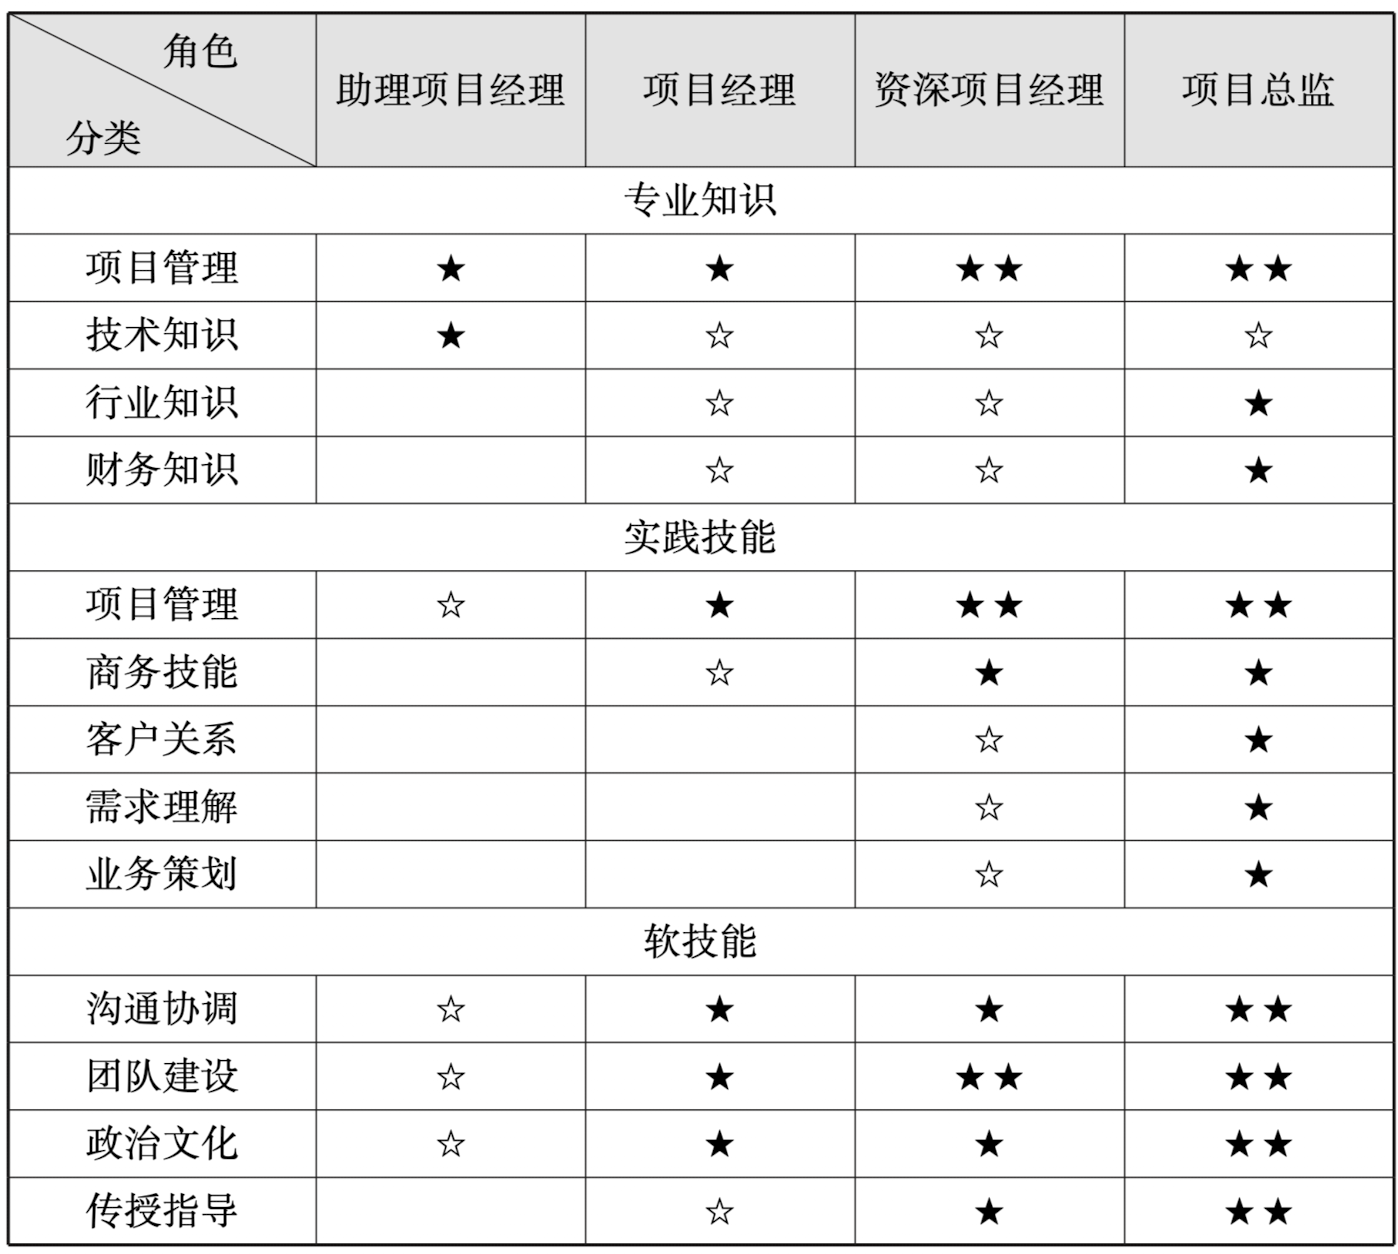 角色
分类 助理项目经理 项目经理 资深项目经理 项目总监
专业知识
项目管理 ★ ★ ★★ ★★
技术知识 ★ ☆ ☆ ☆
行业知识 ☆ ☆ ★
财务知识 ☆ ☆ ★
实践技能
项目管理 ☆ ★ ★★ ★★
商务技能 ☆ ★ ★
客户关系 ☆ ★
需求理解 ☆ ★
业务策划 ☆ ★
软技能
沟通协调 ☆ ★ ★ ★★
团队建设 ☆ ★ ★★ ★★
政治文化 ☆ ★ ★ ★★
传授指导 ☆ ★ ★★